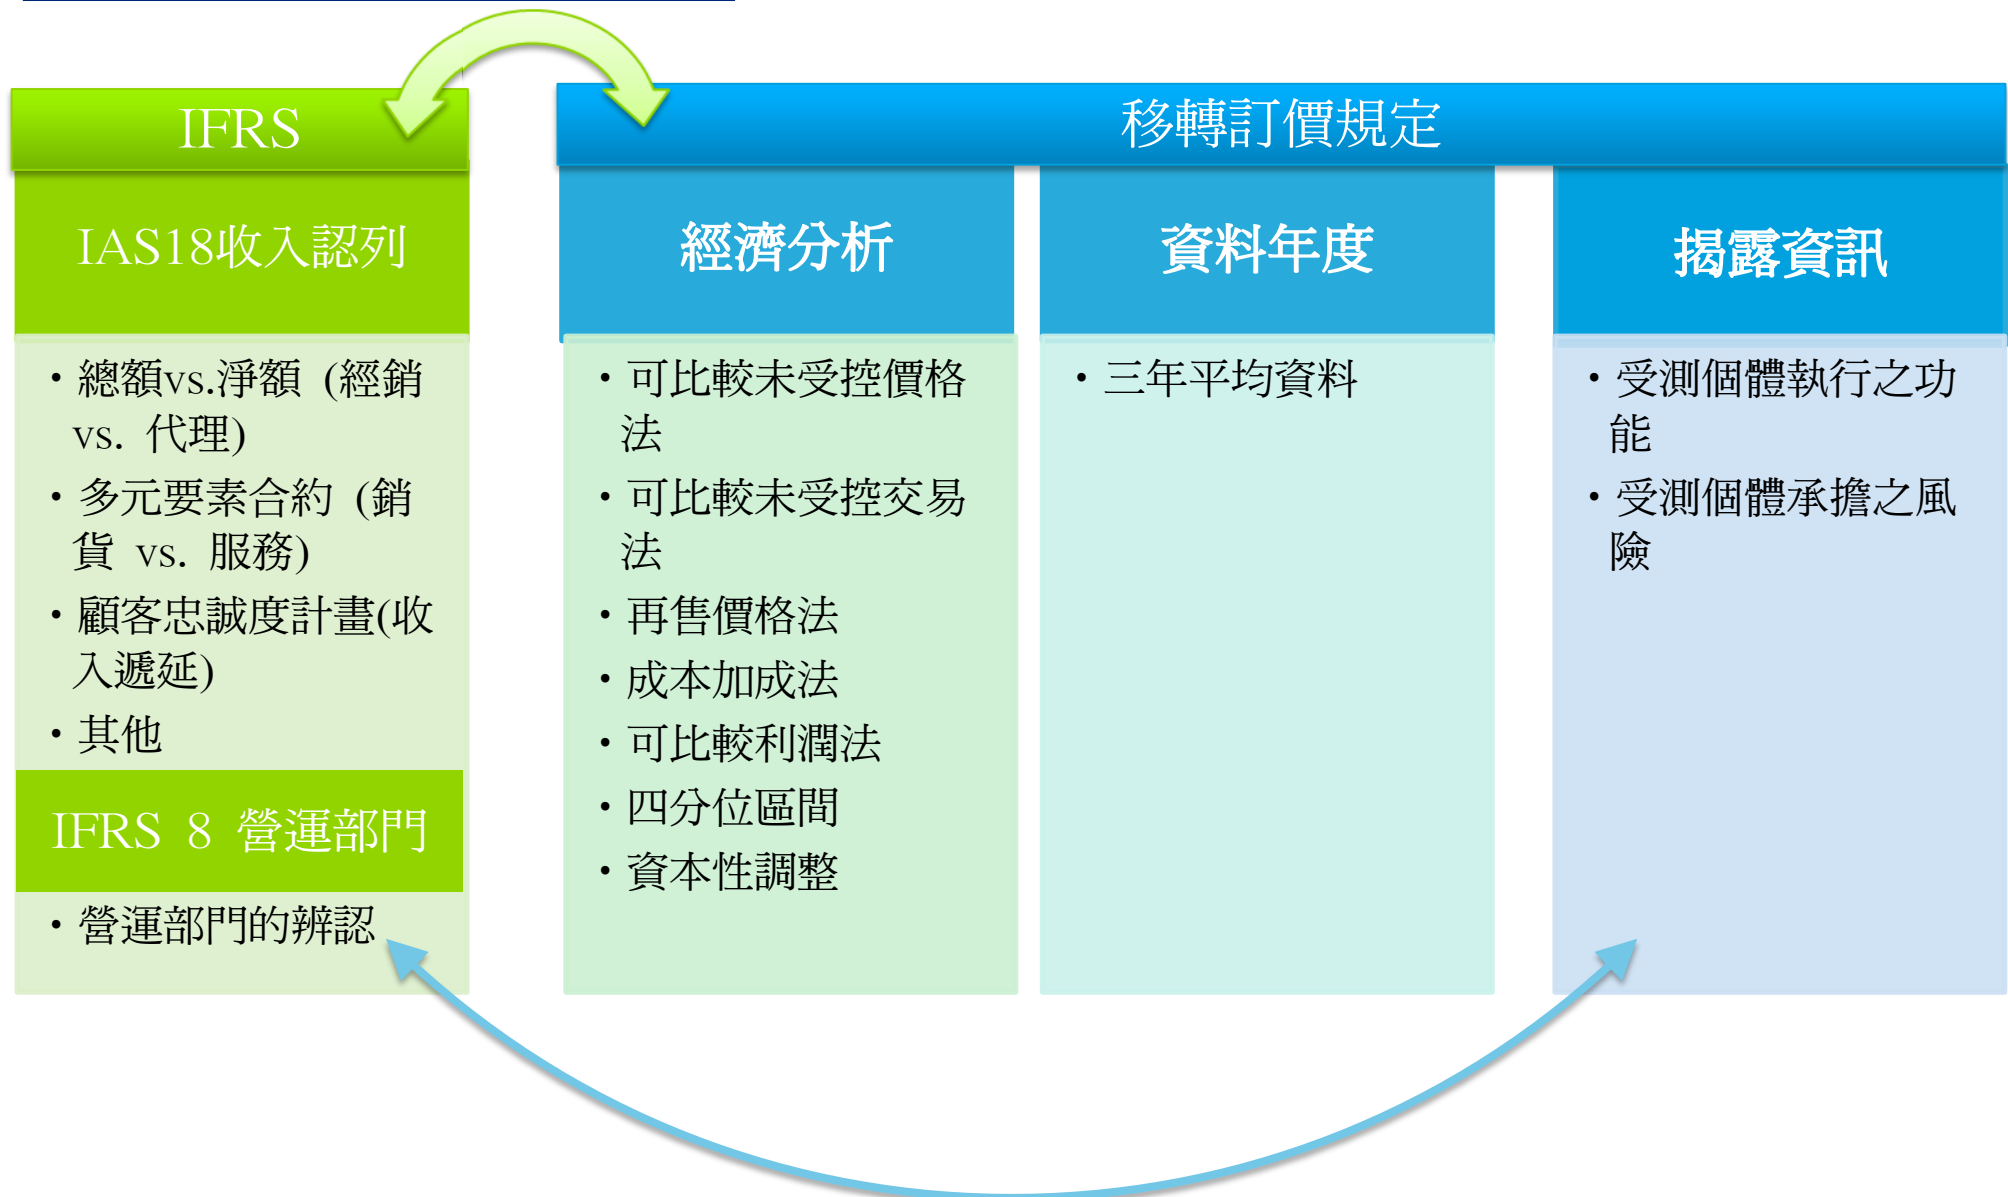 IFRS
IAS18收入認列
・總額vs.淨額 (經銷
vs. 代理)
・多元要素合約 (銷
貨 vs. 服務)
・顧客忠誠度計畫(收
入遞延)
・其他
IFRS 8 營運部門
・營運部門的辨認
移轉訂價規定
經濟分析
・可比較未受控價格
法
・可比較未受控交易
法
・再售價格法
・成本加成法
・可比較利潤法
・四分位區間
・資本性調整
資料年度
・三年平均資料
揭露資訊
・受測個體執行之功
能
・受測個體承擔之風
險